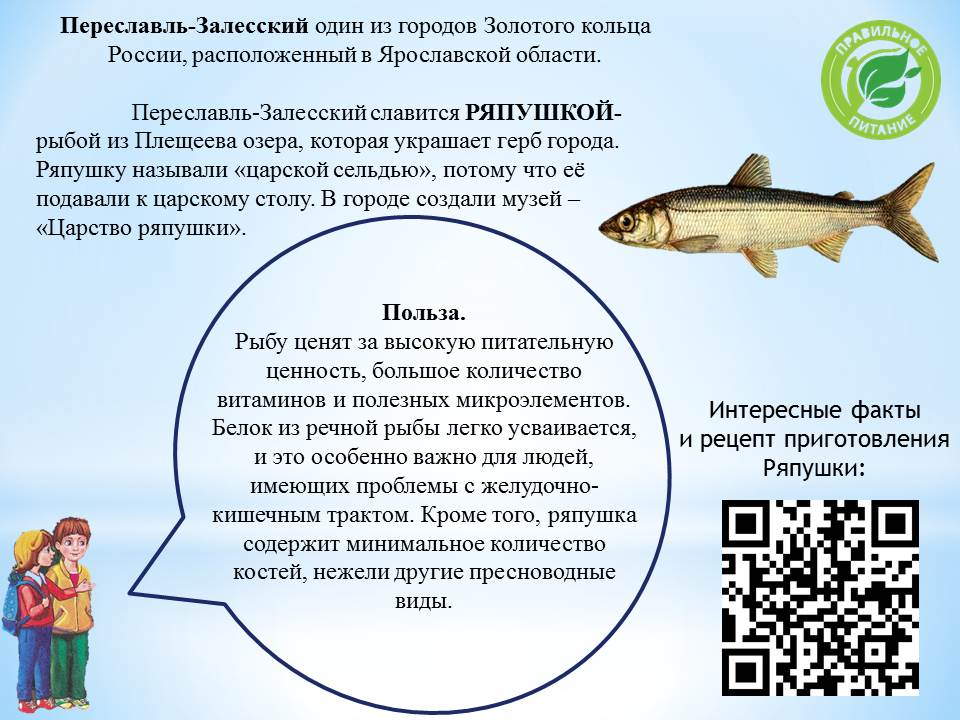 Переславль-Залесский один из городов Золотого кольца
России, расположенный в Ярославской области.
Переславль-Залесский славится РЯПУШКОЙ-
рыбой из Плещеева озера, которая украшает герб города.
Ряпушку называли «царской сельдью», потому что её
подавали к царскому столу. В городе создали музей –
«Царство ряпушки».
ПРАВИЛЬНОЕ
ПИТАНИЕ
Польза.
Рыбу ценят за высокую питательную
ценность, большое количество
витаминов и полезных микроэлементов.
Белок из речной рыбы легко усваивается,
и это особенно важно для людей,
имеющих проблемы с желудочно-
кишечным трактом. Кроме того, ряпушка
содержит минимальное количество
костей, нежели другие пресноводные
виды.
Интересные факты
и рецепт приготовления
Ряпушки: